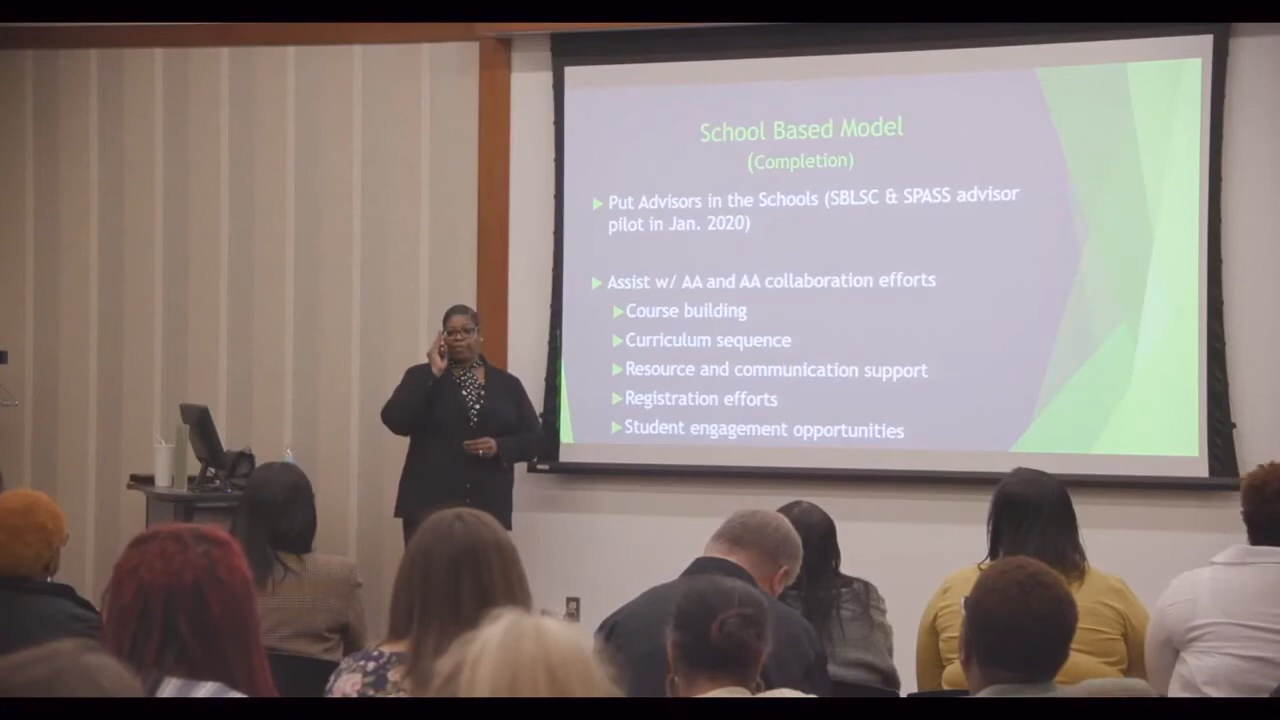 School Based Model
(Completion)
Put Advisors in the Schools (SBLSC & SPASS advisor
pilot in Jan. 2020)
Assist w/ AA and AA collaboration efforts
Course building
Curriculum sequence
Resource and communication support
Registration efforts
Student engagement opportunities